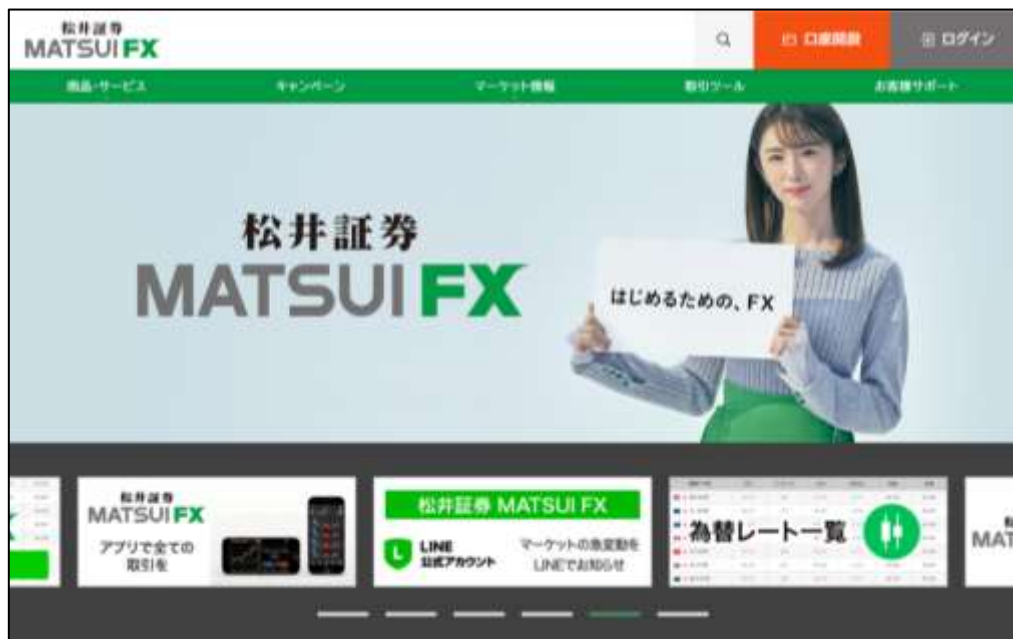 松井証券
MATSUI FX
口座開設
ログイン
商品・サービス
キャンペーン
マーケット情報
取引ツール
お客様サポート
松井証券
MATSUI FX
はじめるための、FX
松井証券
MATSUI FX
アプリで全ての
取引を
松井証券 MATSUI FX
L
LINE
公式アカウント
マーケットの急変動を
LINEでお知らせ
為替レート一覧
MAT